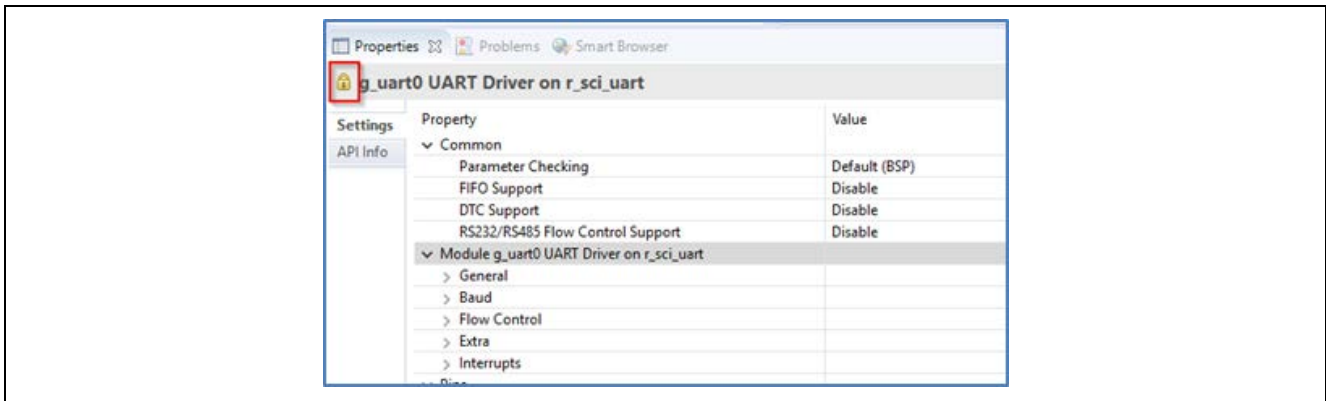 Properties Problems Smart Browser
g_uart0 UART Driver on r_sci_uart
Settings Property Value
API Info Common
Parameter Checking Default (BSP)
FIFO Support Disable
DTC Support Disable
RS232/RS485 Flow Control Support Disable
Module g_uart0 UART Driver on r_sci_uart
General
Baud
Flow Control
Extra
Interrupts